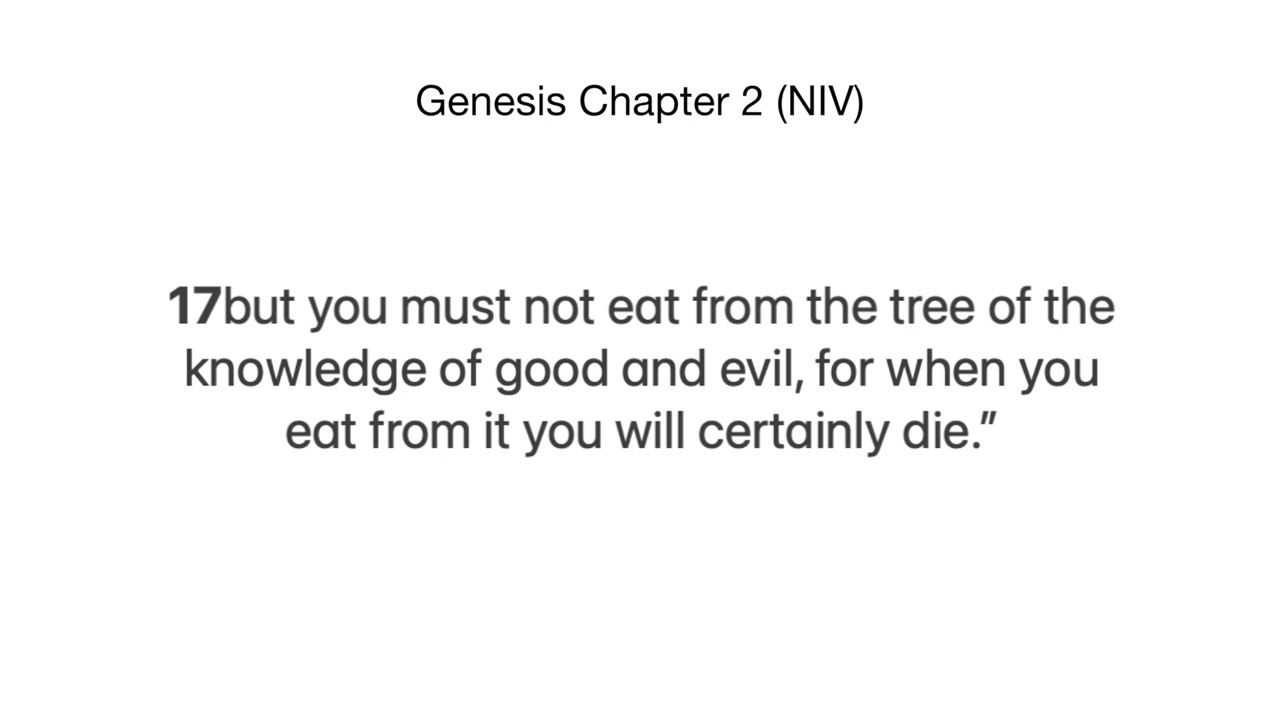 Genesis Chapter 2 (NIV)
17but you must not eat from the tree of the
knowledge of good and evil, for when you
eat from it you will certainly die.”